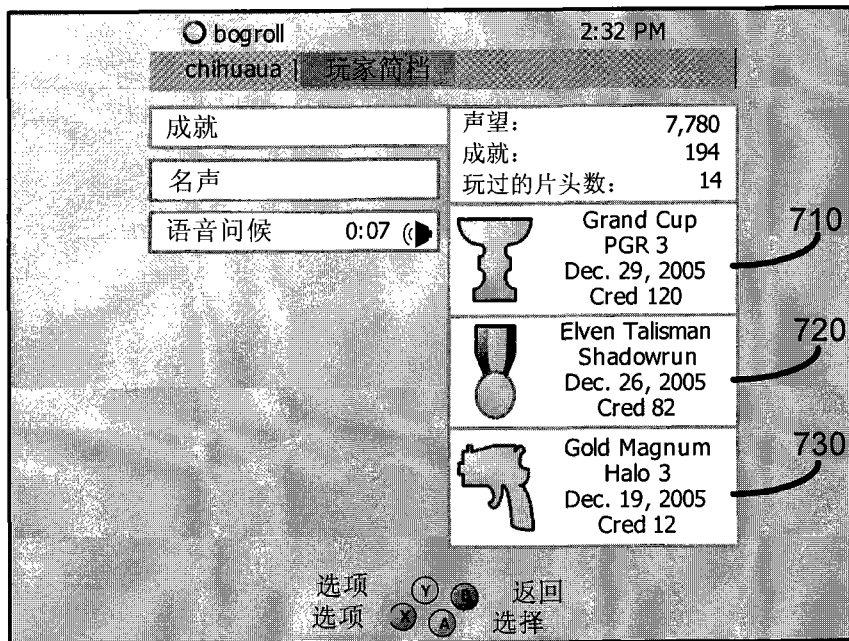 bogroll 2:32 PM
chihuaua | 玩家简档
成就
名声
语音问候 0:07
声望: 7,780
成就: 194
玩过的片头数: 14
Grand Cup
PGR 3
Dec. 29, 2005
Cred 120
710
Elven Talisman
Shadowrun
Dec. 26, 2005
Cred 82
720
Gold Magnum
Halo 3
Dec. 19, 2005
Cred 12
730
选项 Y B 返回
选项 X A 选择